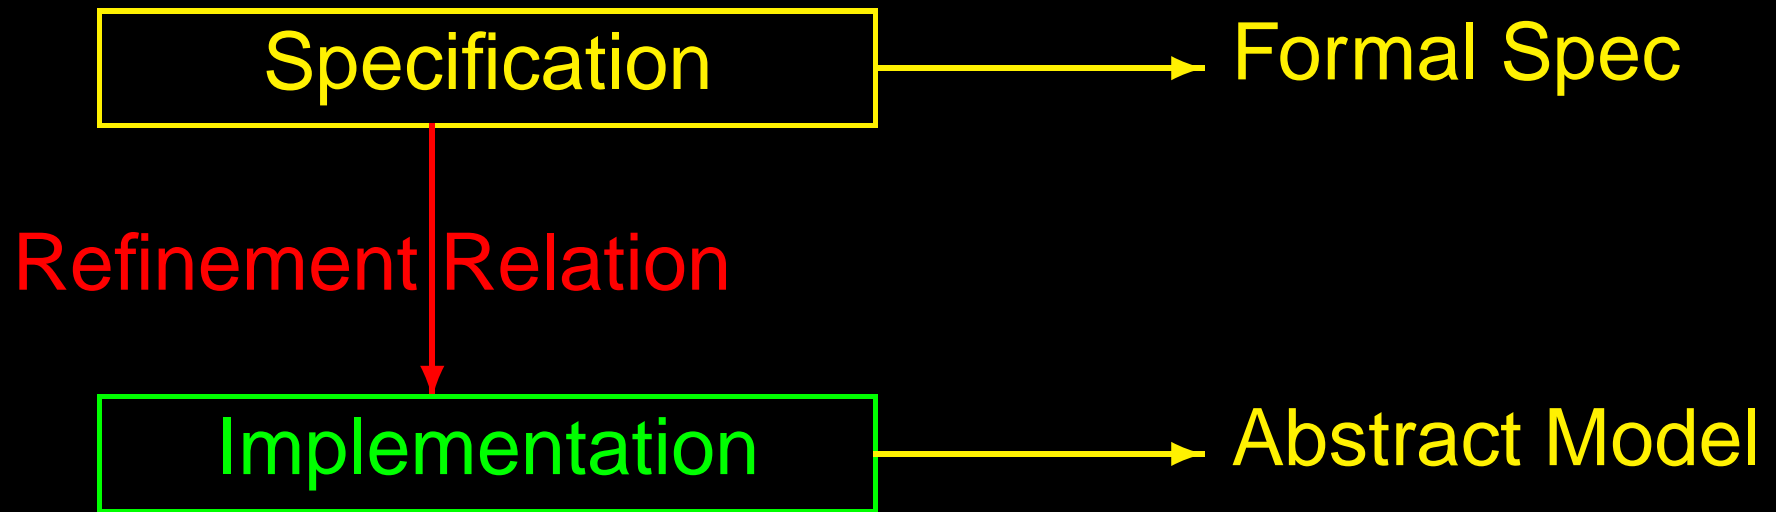 Specification
Formal Spec
Refinement Relation
Implementation
Abstract Model